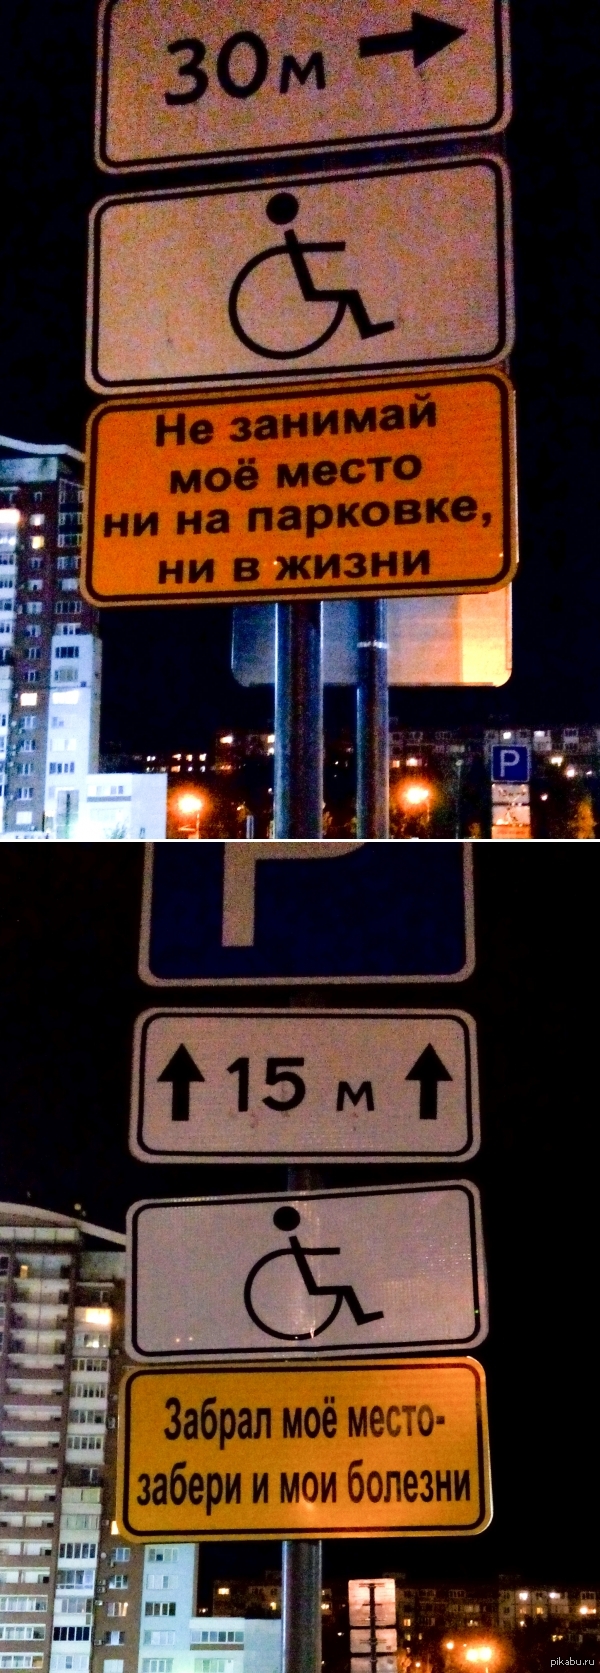 30м
Не занимай
моё место
ни на парковке,
ни в жизни
P
P
15 м
Забрал моё место-
забери и мои болезни
pikabu.ru